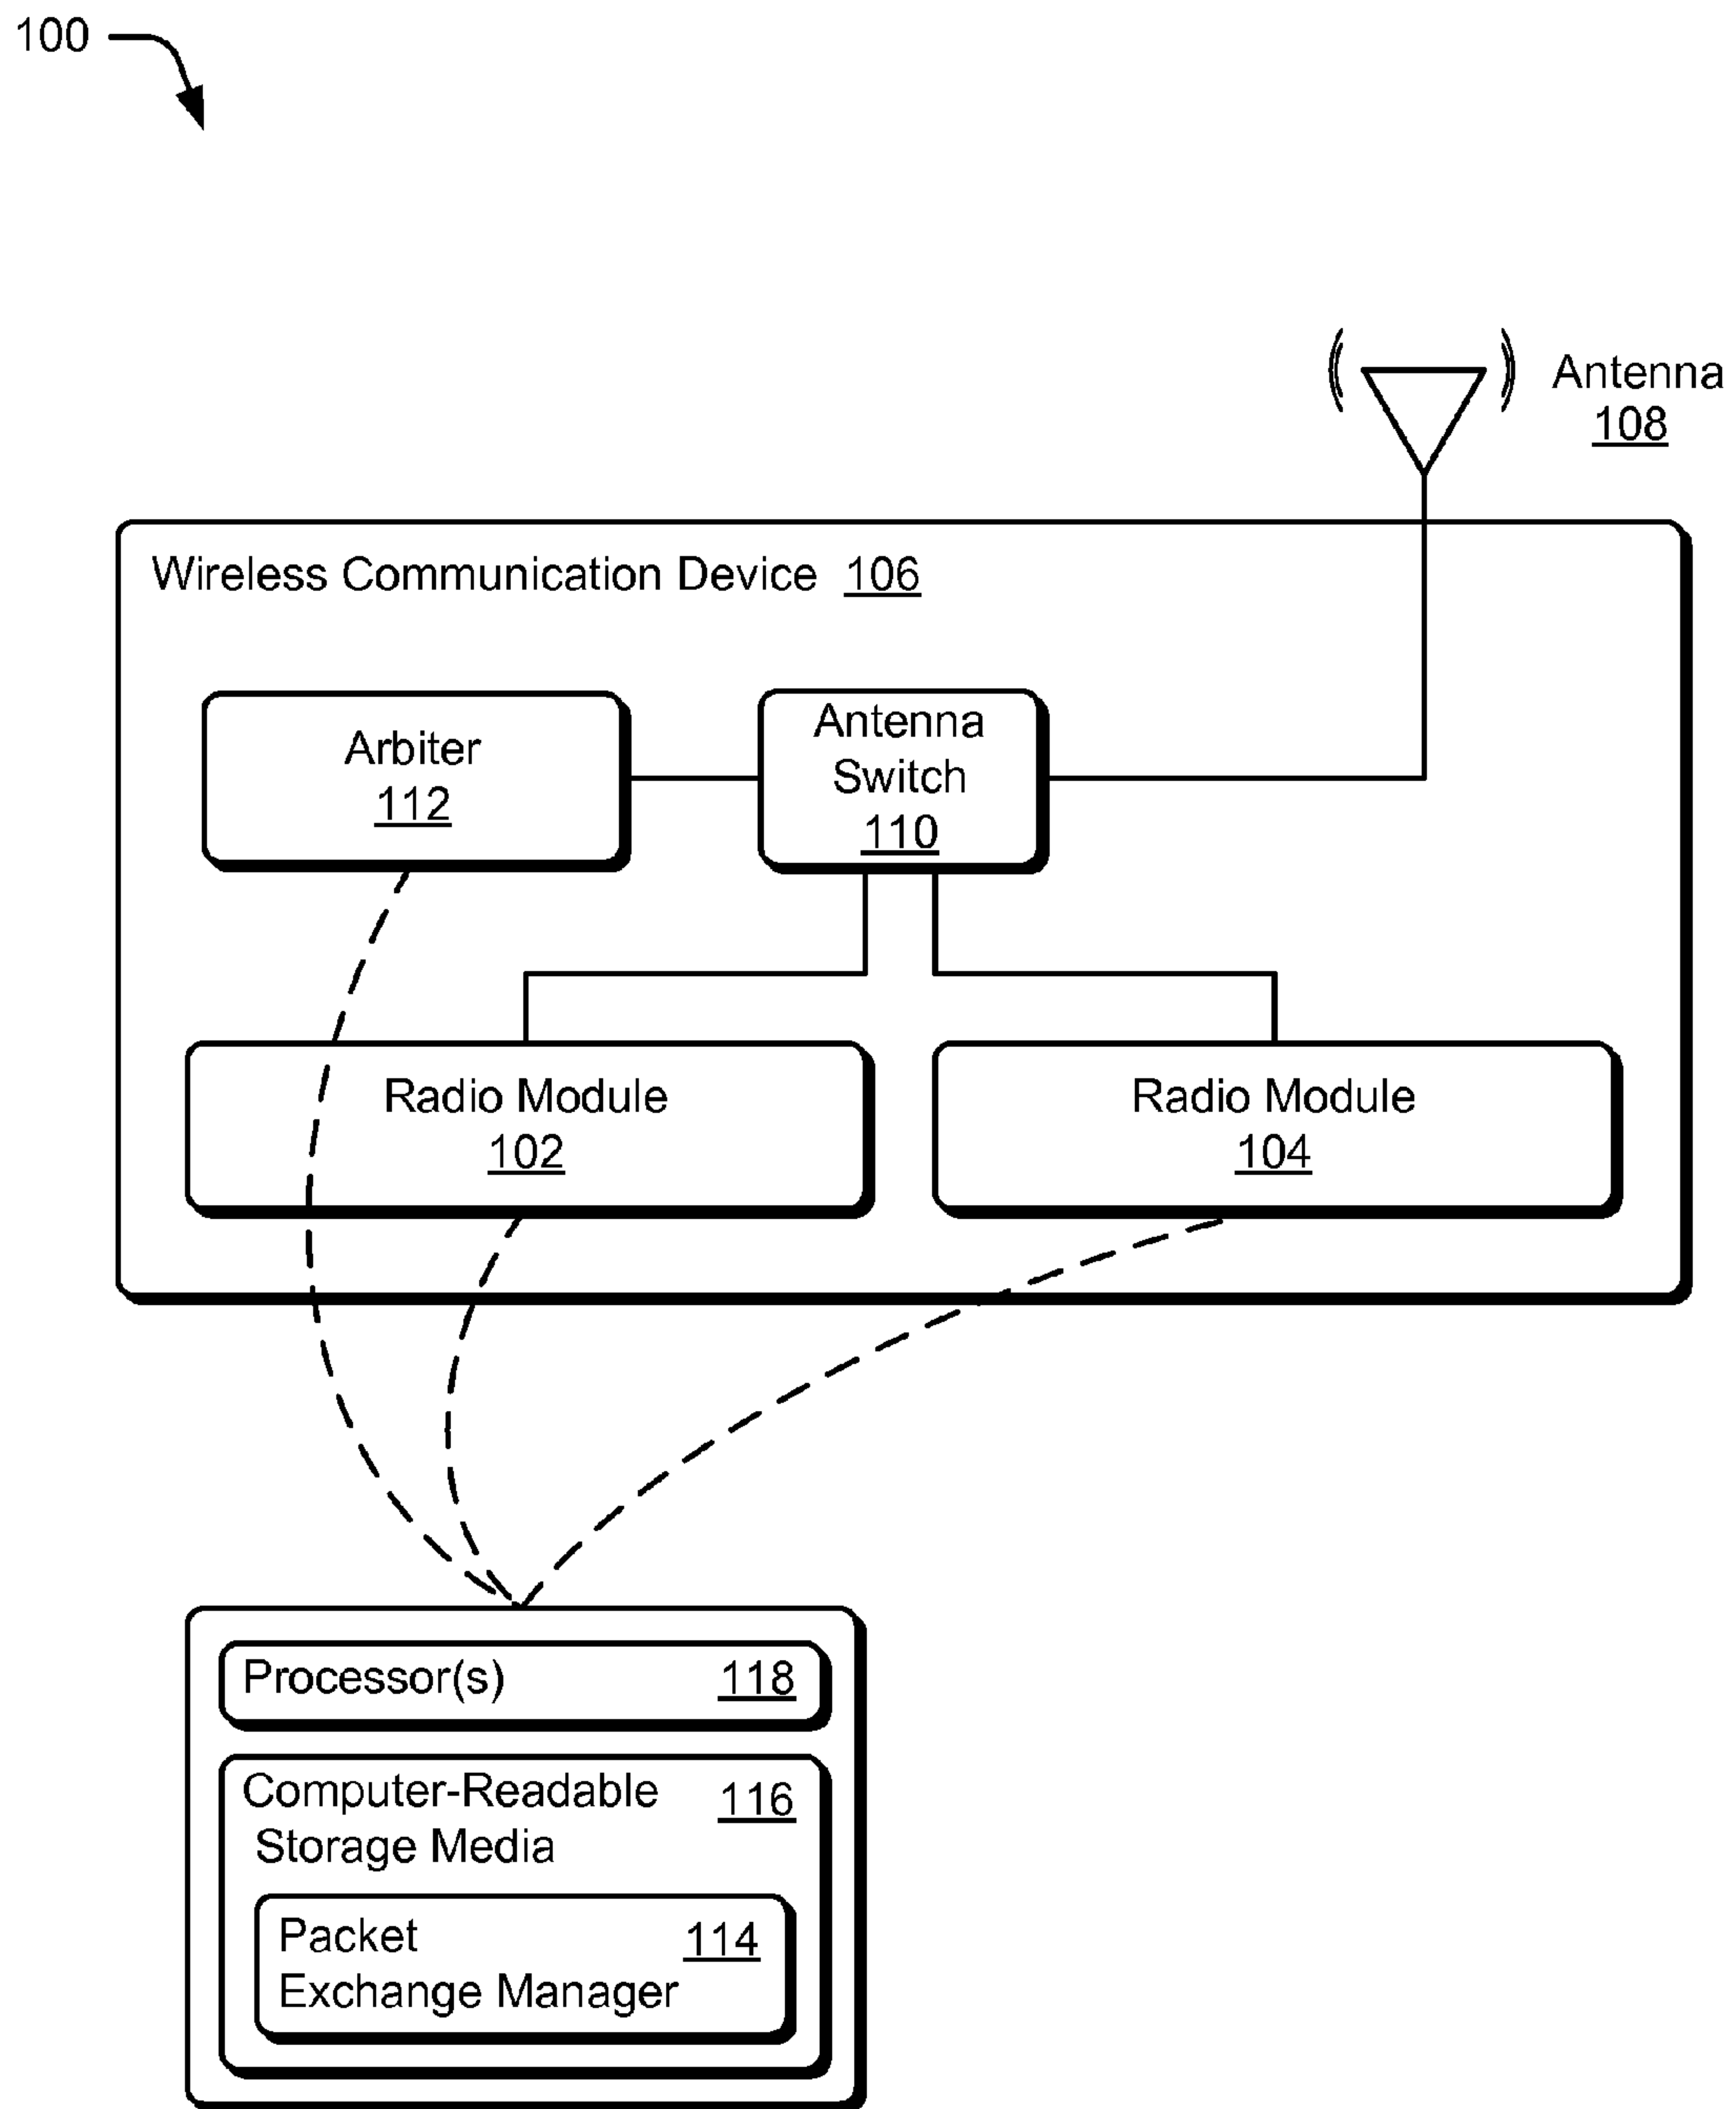 100
Antenna
108
Wireless Communication Device 106
Arbiter
112
Antenna
Switch
110
Radio Module
102
Radio Module
104
Processor(s) 118
Computer-Readable 116
Storage Media
Packet 114
Exchange Manager